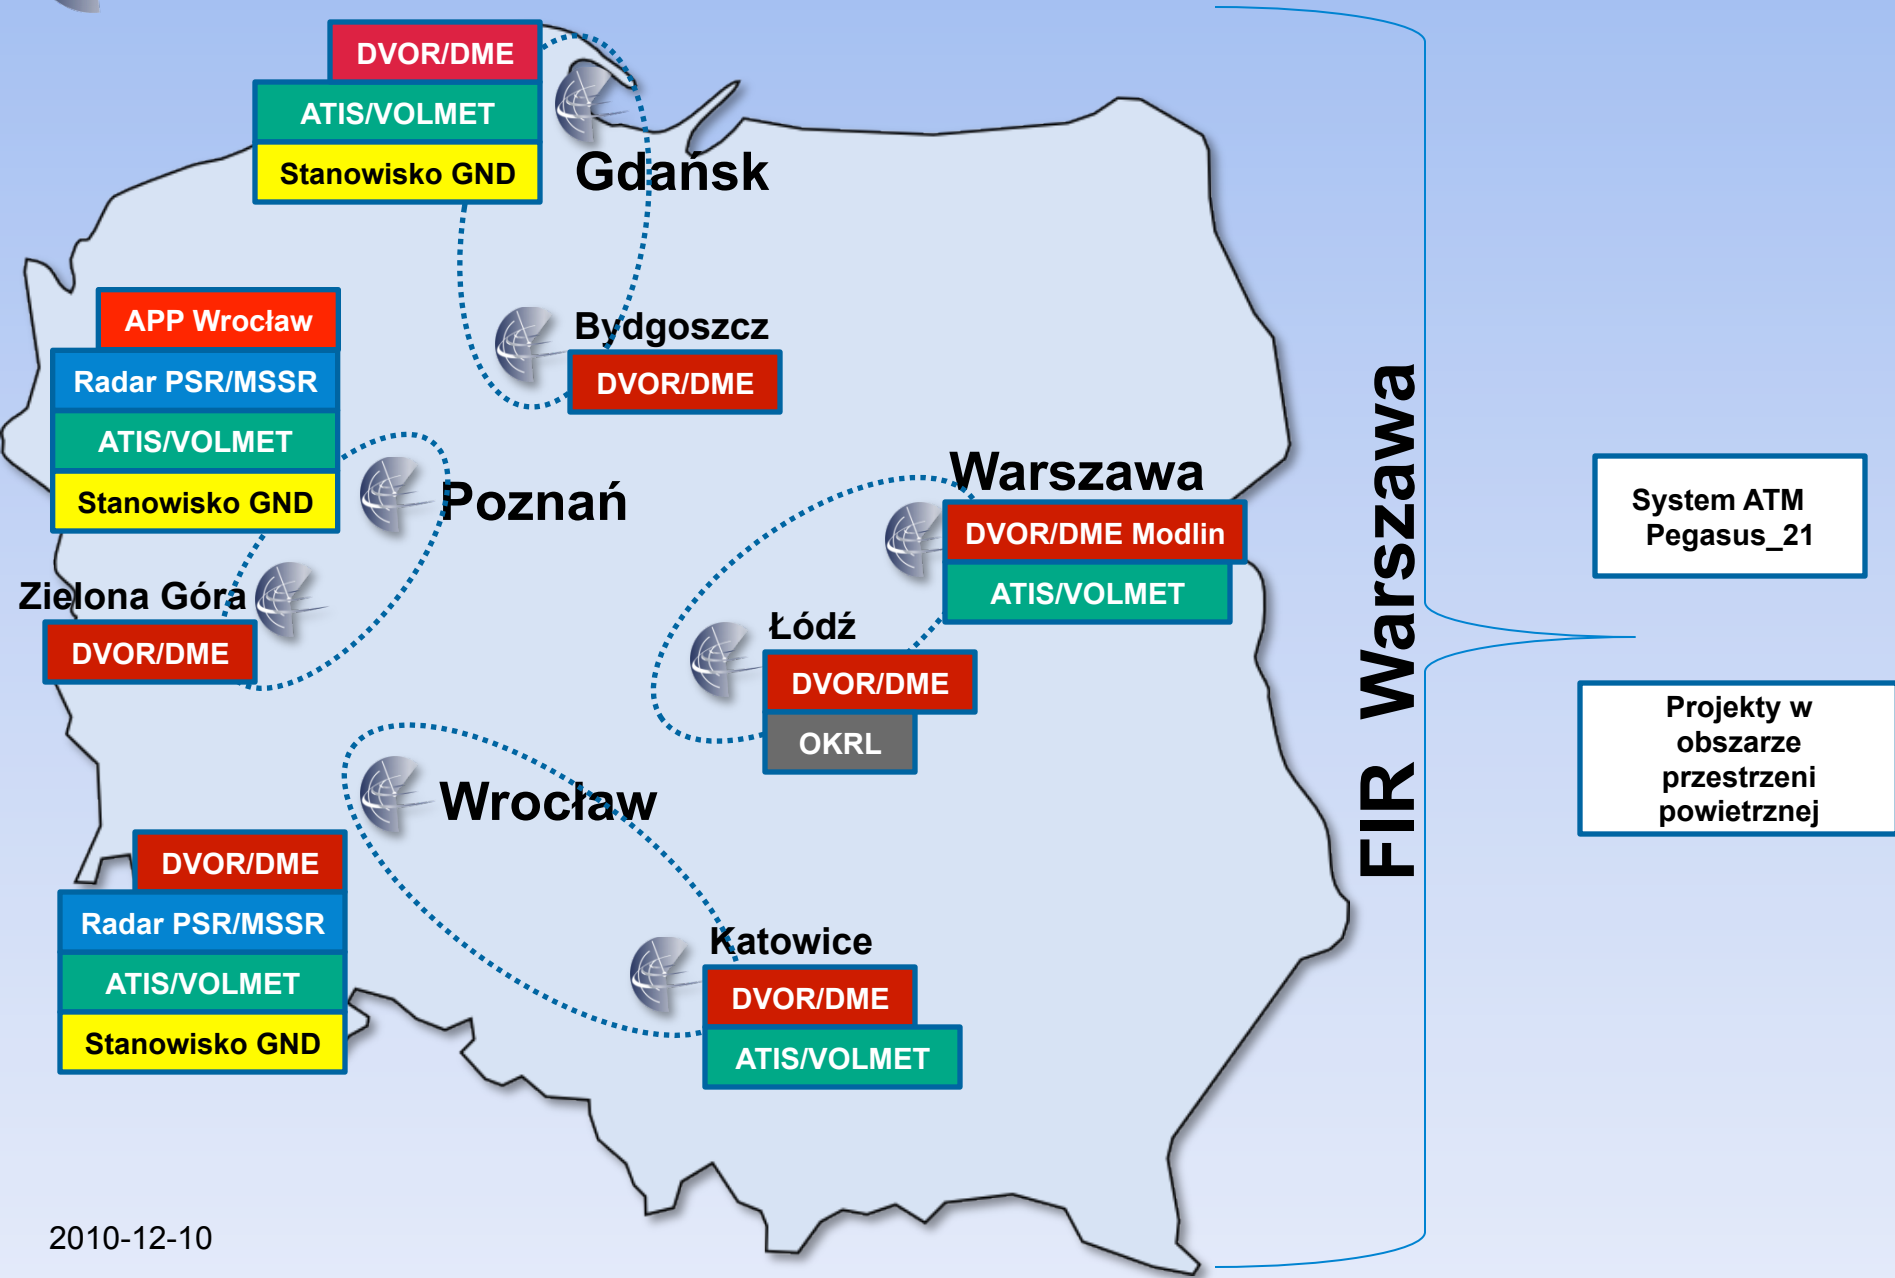 DVOR/DME
ATIS/VOLMET
Stanowisko GND
Gdańsk
Bydgoszcz
DVOR/DME
APP Wrocław
Radar PSR/MSSR
ATIS/VOLMET
Stanowisko GND
Poznań
Zielona Góra
DVOR/DME
Warszawa
DVOR/DME Modlin
ATIS/VOLMET
Łódź
DVOR/DME
OKRL
Wrocław
DVOR/DME
Radar PSR/MSSR
ATIS/VOLMET
Stanowisko GND
Katowice
DVOR/DME
ATIS/VOLMET
FIR Warszawa
System ATM
Pegasus_21
Projekty w
obszarze
przestrzeni
powietrznej
2010-12-10